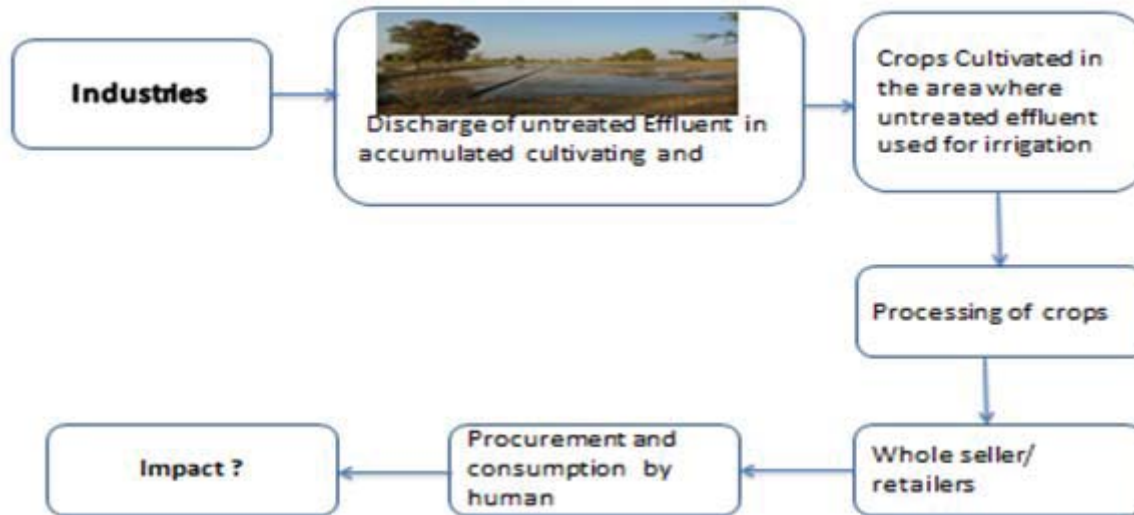 Industries
Discharge of untreated Effluent in
accumulated cultivating and
Crops Cultivated in
the area where
untreated effluent
used for irrigation
Processing of crops
Whole seller/
retailers
Procurement and
consumption by
human
Impact ?